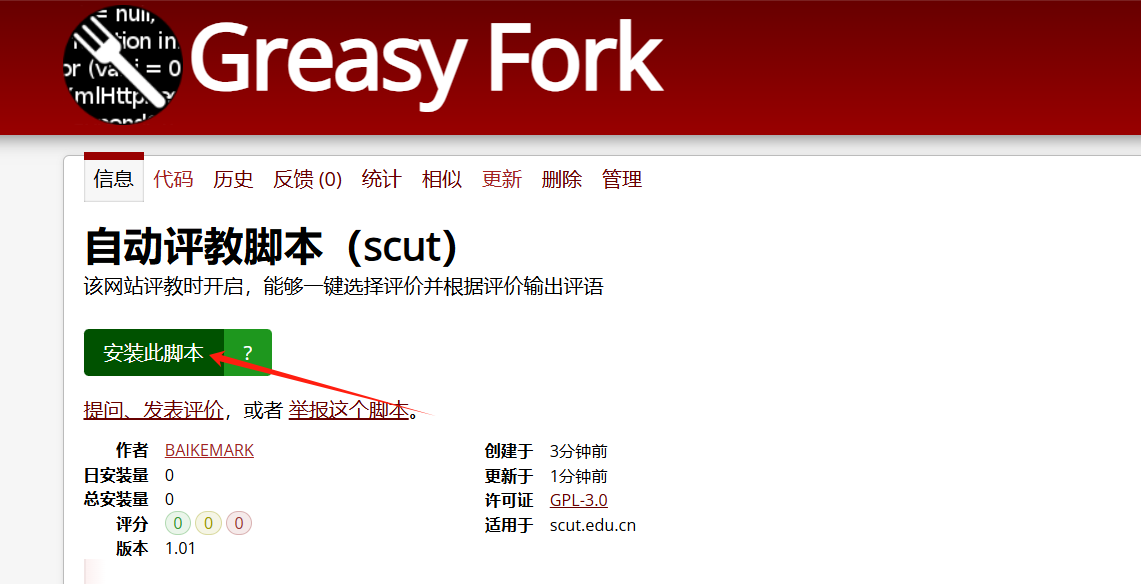 = null,
ction in
or (va i = 0
XmlHttp
Greasy Fork
信息 代码 历史 反馈 (0) 统计 相似 更新 删除 管理
自动评教脚本（scut）
该网站评教时开启，能够一键选择评价并根据评价输出评语
安装此脚本 ?
提问、发表评价，或者 举报这个脚本。
作者 BAIKEMARK
日安装量 0
总安装量 0
评分 0 0 0
版本 1.01
创建于 3分钟前
更新于 1分钟前
许可证 GPL-3.0
适用于 scut.edu.cn